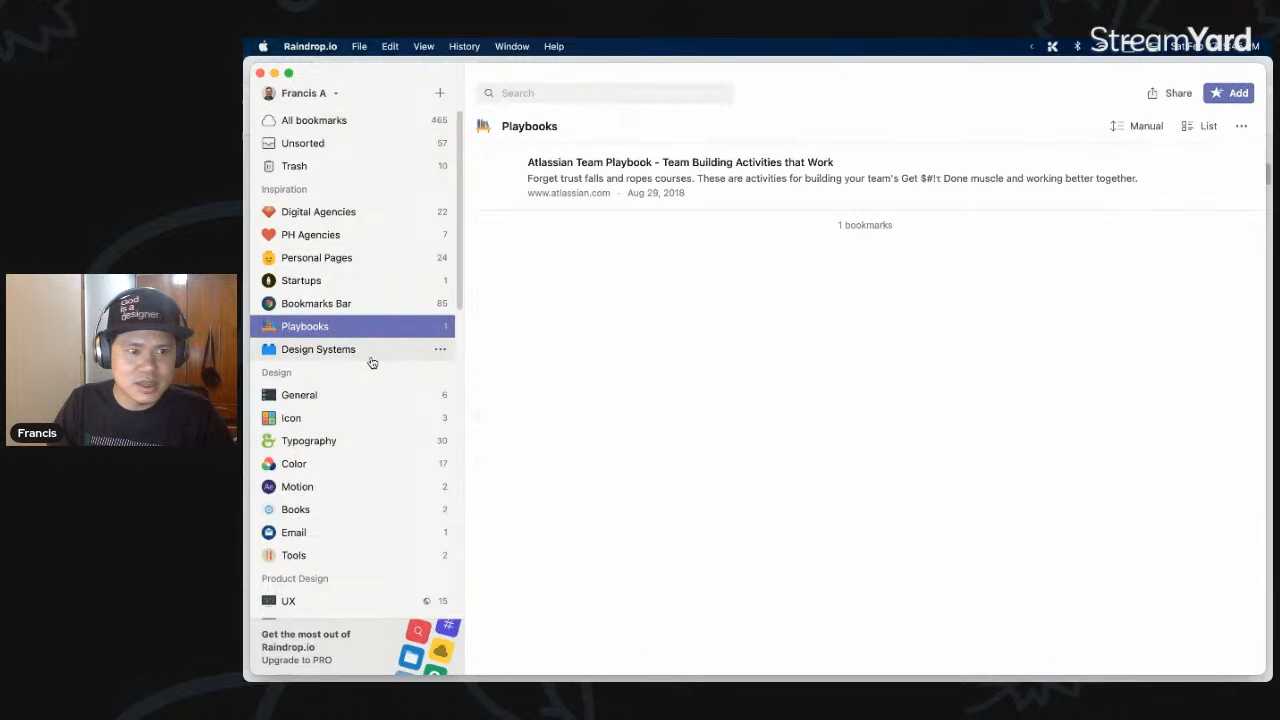 StreamYard
Raindrop.io File Edit View History Window Help
Francis A
Search
Share
Add
All bookmarks 465
Unsorted 57
Trash 10
Inspiration
Digital Agencies 22
PH Agencies 7
Personal Pages 24
Startups 1
Bookmarks Bar 85
Playbooks 1
Design Systems
Design
General 6
Icon 3
Typography 30
Color 17
Motion 2
Books 2
Email 1
Tools 2
Product Design
UX 15
Get the most out of
Raindrop.io
Upgrade to PRO
Playbooks
Manual
List
Atlassian Team Playbook - Team Building Activities that Work
Forget trust falls and ropes courses. These are activities for building your team's Get $#!τ Done muscle and working better together.
www.atlassian.com · Aug 29, 2018
1 bookmarks
God
is a
designer.
Francis